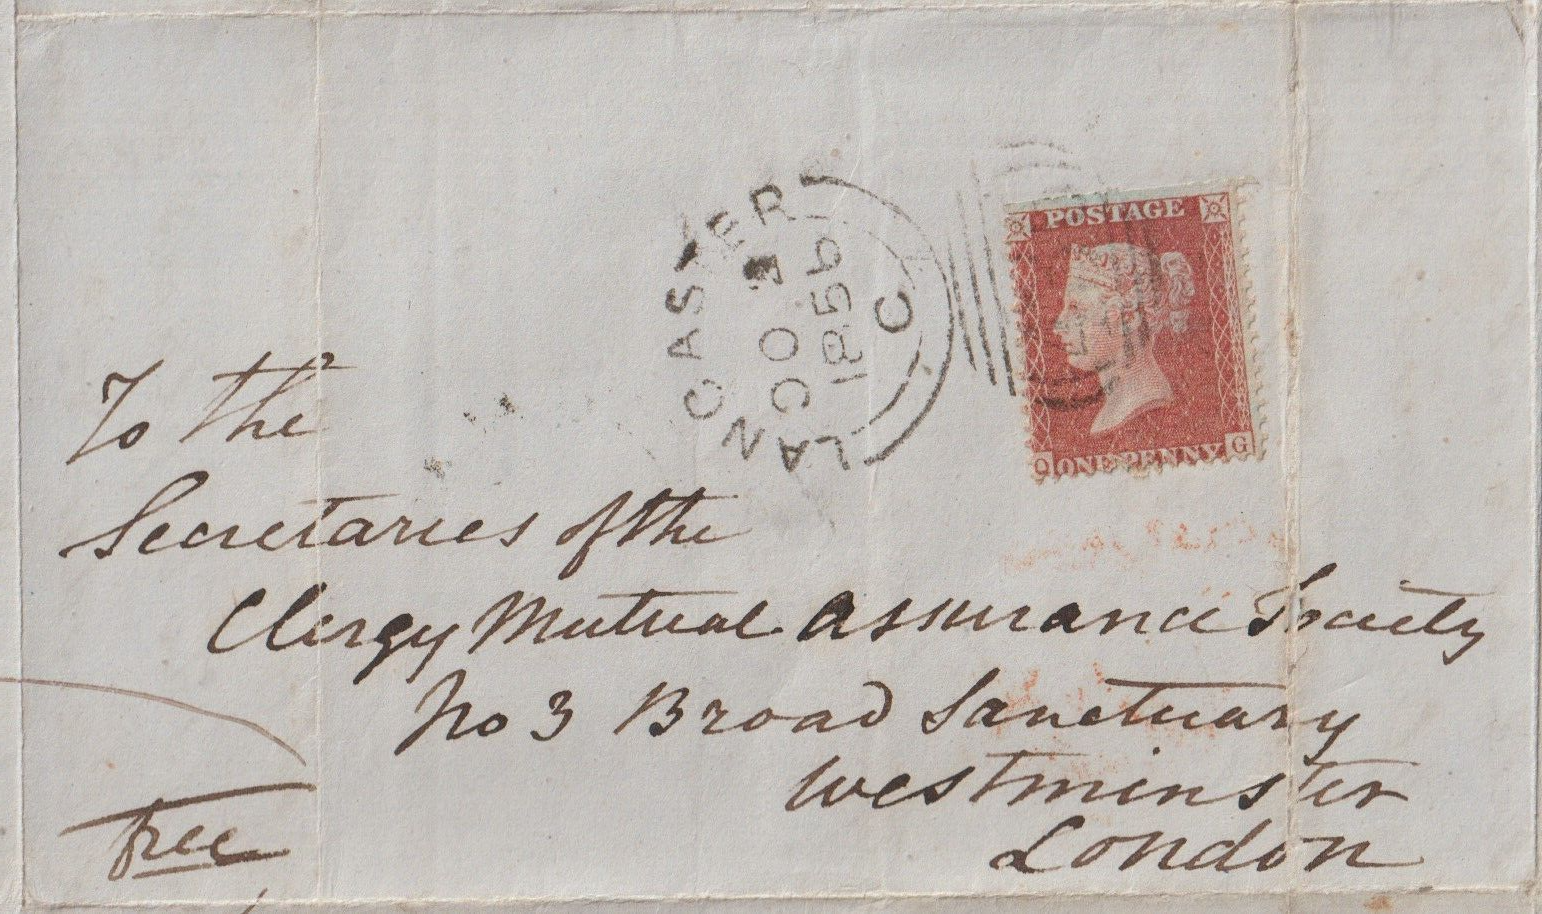 LANCASTER
C
OC
1856
POSTAGE
O G
ONE PENNY
To the
Secretaries of the
Clergy Mutual Assurance Society
No 3 Broad Sanctuary
Westminster
London
Free